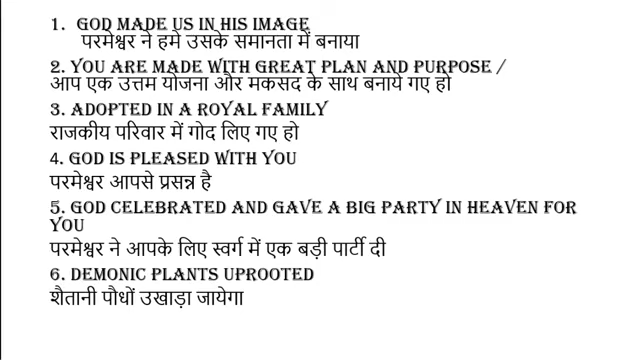 1. GOD MADE US IN HIS IMAGE
परमेश्वर ने हमे उसके समानता में बनाया
2. YOU ARE MADE WITH GREAT PLAN AND PURPOSE /
आप एक उत्तम योजना और मकसद के साथ बनाये गए हो
3. ADOPTED IN A ROYAL FAMILY
राजकीय परिवार में गोद लिए गए हो
4. GOD IS PLEASED WITH YOU
परमेश्वर आपसे प्रसन्न है
5. GOD CELEBRATED AND GAVE A BIG PARTY IN HEAVEN FOR
YOU
परमेश्वर ने आपके लिए स्वर्ग में एक बड़ी पार्टी दी
6. DEMONIC PLANTS UPROOTED
शैतानी पौधों उखाड़ा जायेगा